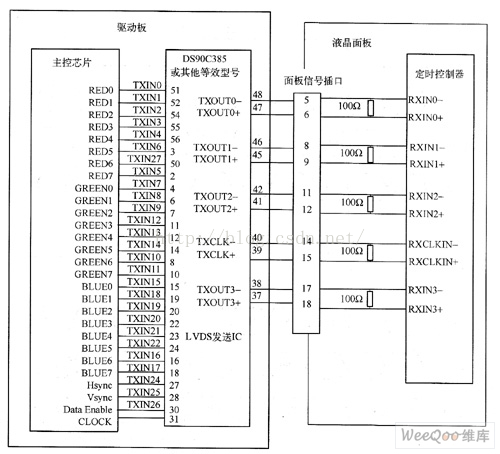 驱动板
液晶面板
主控芯片
DS90C385
或其他等效型号
面板信号插口
定时控制器
RED0 TXIN0 51
RED1 TXIN1 52
RED2 TXIN2 54
RED3 TXIN3 55
RED4 TXIN4 56
RED5 TXIN6 3
RED6 TXIN27 50
RED7 TXIN5 2
GREEN0 TXIN7 4
GREEN1 TXIN8 6
GREEN2 TXIN9 7
GREEN3 TXIN12 11
GREEN4 TXIN13 12
GREEN5 TXIN14 14
GREEN6 TXIN10 8
GREEN7 TXIN11 10
BLUE0 TXIN15 15
BLUE1 TXIN18 19
BLUE2 TXIN19 20
BLUE3 TXIN20 22
BLUE4 TXIN21 23
BLUE5 TXIN22 24
BLUE6 TXIN16 16
BLUE7 TXIN17 18
Hsync TXIN24 27
Vsync TXIN25 28
Data Enable TXIN26 30
CLOCK 31
TXOUT0− 48 5 RXIN0−
100Ω
TXOUT0+ 47 6 RXIN0+
TXOUT1− 46 8 RXIN1−
100Ω
TXOUT1+ 45 9 RXIN1+
TXOUT2− 42 11 RXIN2−
100Ω
TXOUT2+ 41 12 RXIN2+
TXCLK− 40 14 RXCLKIN−
100Ω
TXCLK+ 39 15 RXCLKIN+
TXOUT3− 38 17 RXIN3−
100Ω
TXOUT3+ 37 18 RXIN3+
LVDS发送IC
WeeQoo维库